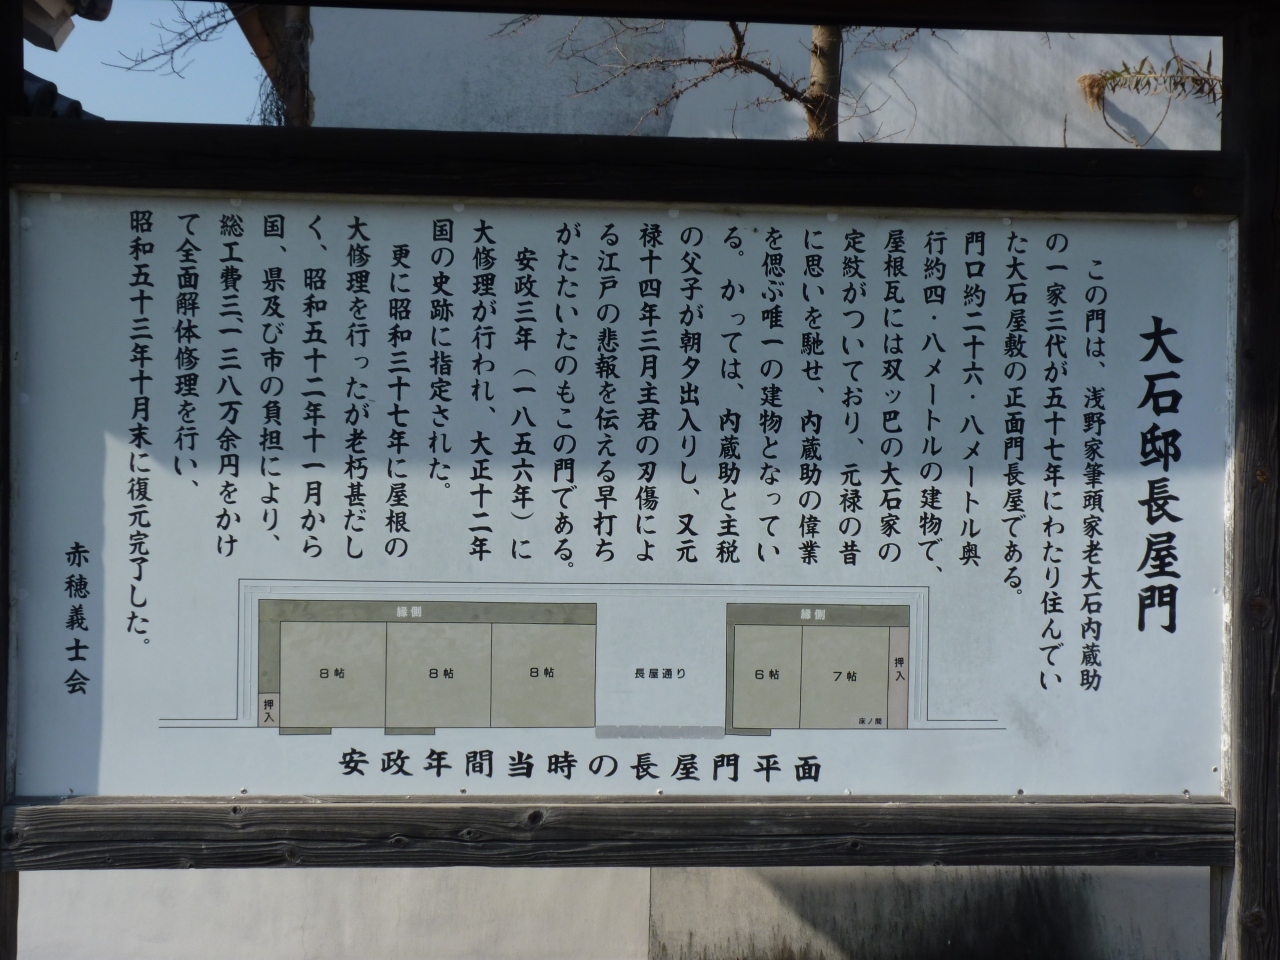 大石邸長屋門
この門は、浅野家筆頭家老大石内蔵助
の一家三代が五十七年にわたり住んでい
た大石屋敷の正面門長屋である。
門口約二十六・八メートル奥
行約四・八メートルの建物で、
屋根瓦には双ッ巴の大石家の
定紋がついており、元禄の昔
に思いを馳せ、内蔵助の偉業
を偲ぶ唯一の建物となってい
る。かっては、内蔵助と主税
の父子が朝夕出入りし、又元
禄十四年三月主君の刃傷によ
る江戸の悲報を伝える早打ち
がたたいたのもこの門である。
安政三年（一八五六年）に
大修理が行われ、大正十二年
国の史跡に指定された。
更に昭和三十七年に屋根の
大修理を行ったが老朽甚だし
く、昭和五十二年十一月から
国、県及び市の負担により、
総工費三、一三八万余円をかけ
て全面解体修理を行い、
昭和五十三年十月末に復元完了した。
赤穂義士会
縁側
縁側
8帖
8帖
8帖
長屋通り
6帖
7帖
押入
押入
床ノ間
安政年間当時の長屋門平面